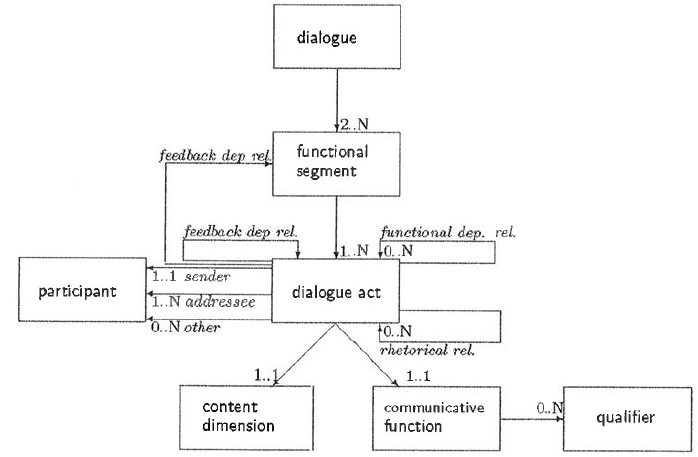 dialogue
2..N
feedback dep rel.
functional
segment
feedback dep rel.
functional dep. rel.
1..N
0..N
participant
1..1 sender
1..N addressee
0..N other
dialogue act
0..N
rhetorical rel.
1..1
1..1
content
dimension
communicative
function
0..N
qualifier